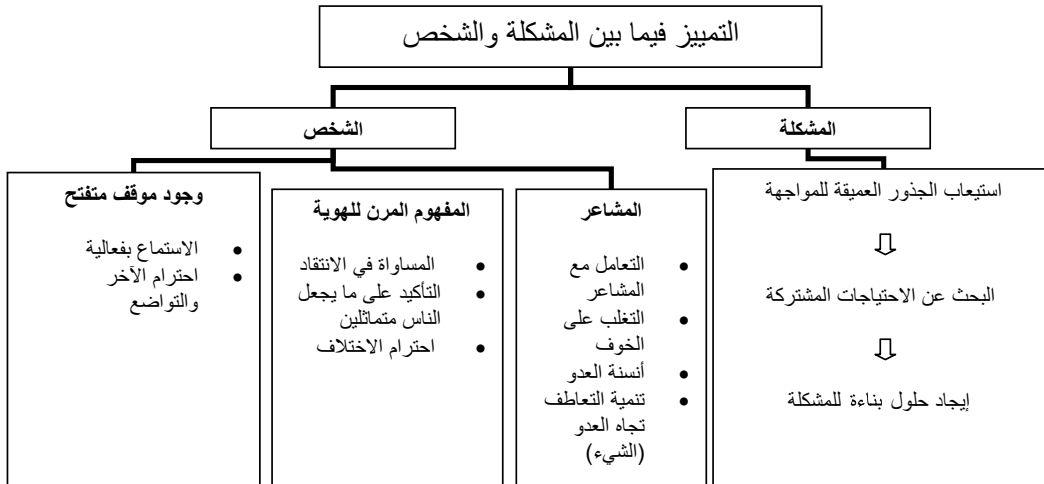 التمييز فيما بين المشكلة والشخص
المشكلة
الشخص
استيعاب الجذور العميقة للمواجهة
البحث عن الاحتياجات المشتركة
إيجاد حلول بناءة للمشكلة
المشاعر
• التعامل مع
المشاعر
• التغلب على
الخوف
• أنسنة العدو
• تنمية التعاطف
تجاه العدو
(الشيء)
المفهوم المرن للهوية
• المساواة في الانتقاد
• التأكيد على ما يجعل
الناس متماثلين
• احترام الاختلاف
وجود موقف متفتح
• الاستماع بفعالية
• احترام الآخر
والتواضع